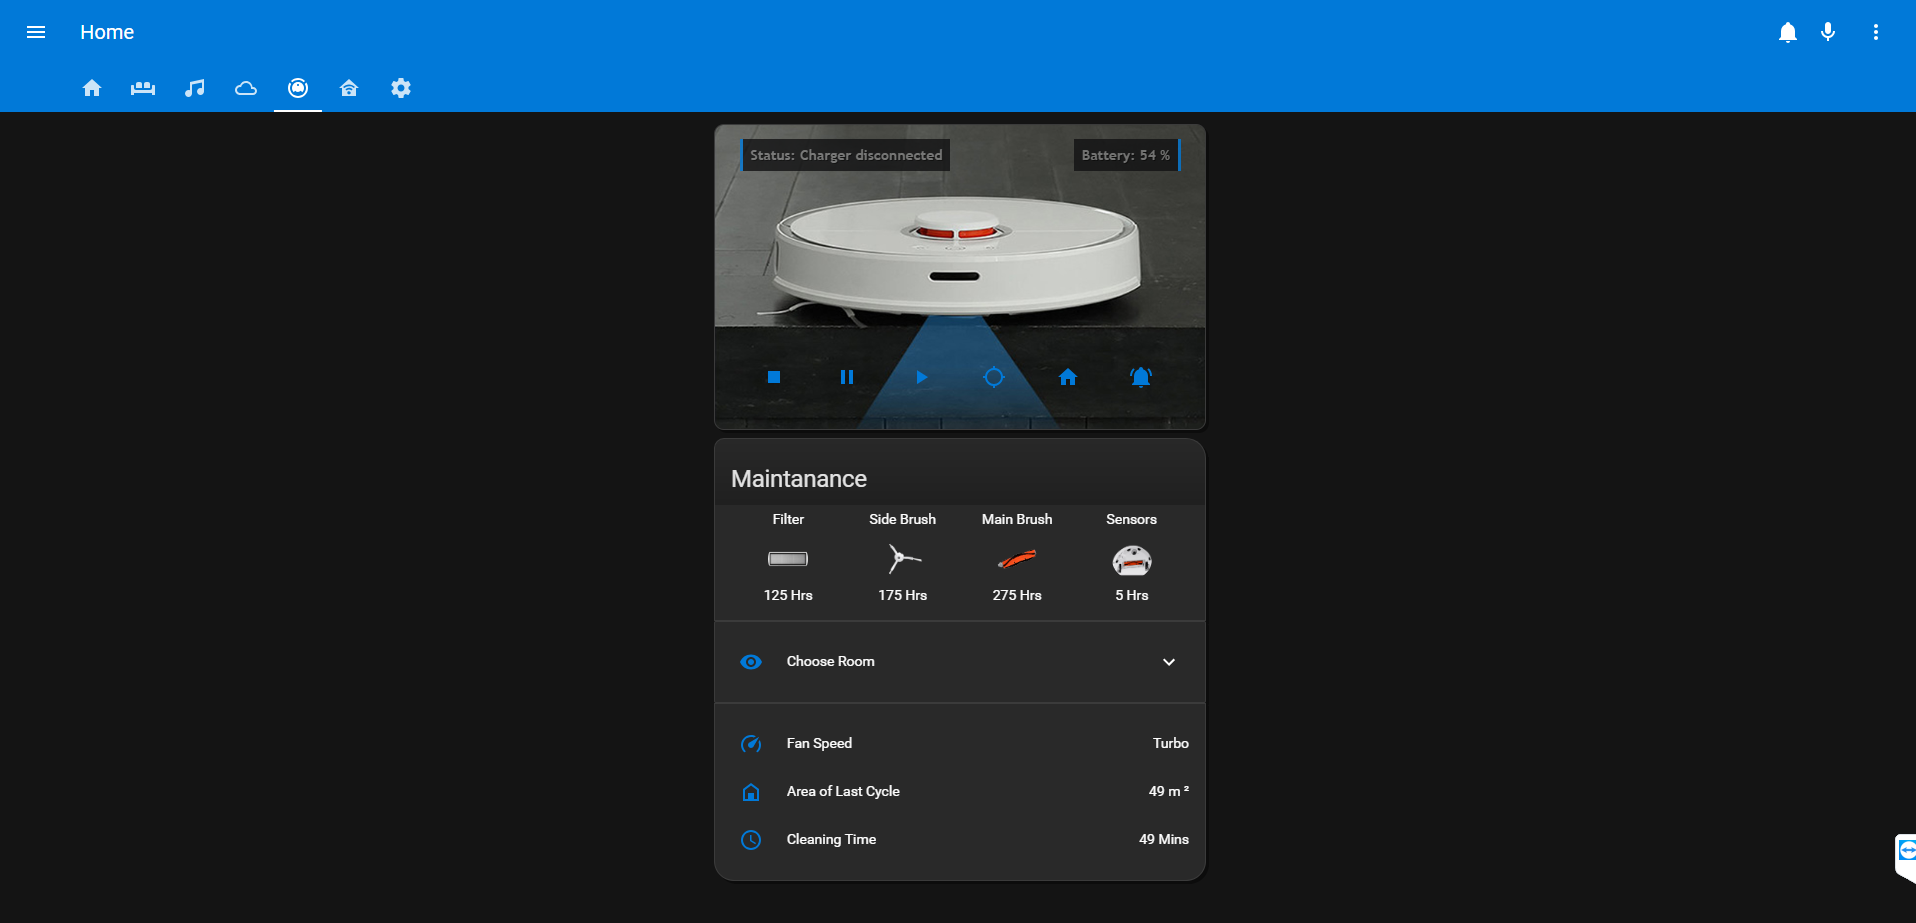 Home
Status: Charger disconnected
Battery: 54 %
Maintanance
Filter Side Brush Main Brush Sensors
125 Hrs 175 Hrs 275 Hrs 5 Hrs
Choose Room
Fan Speed Turbo
Area of Last Cycle 49 m ²
Cleaning Time 49 Mins